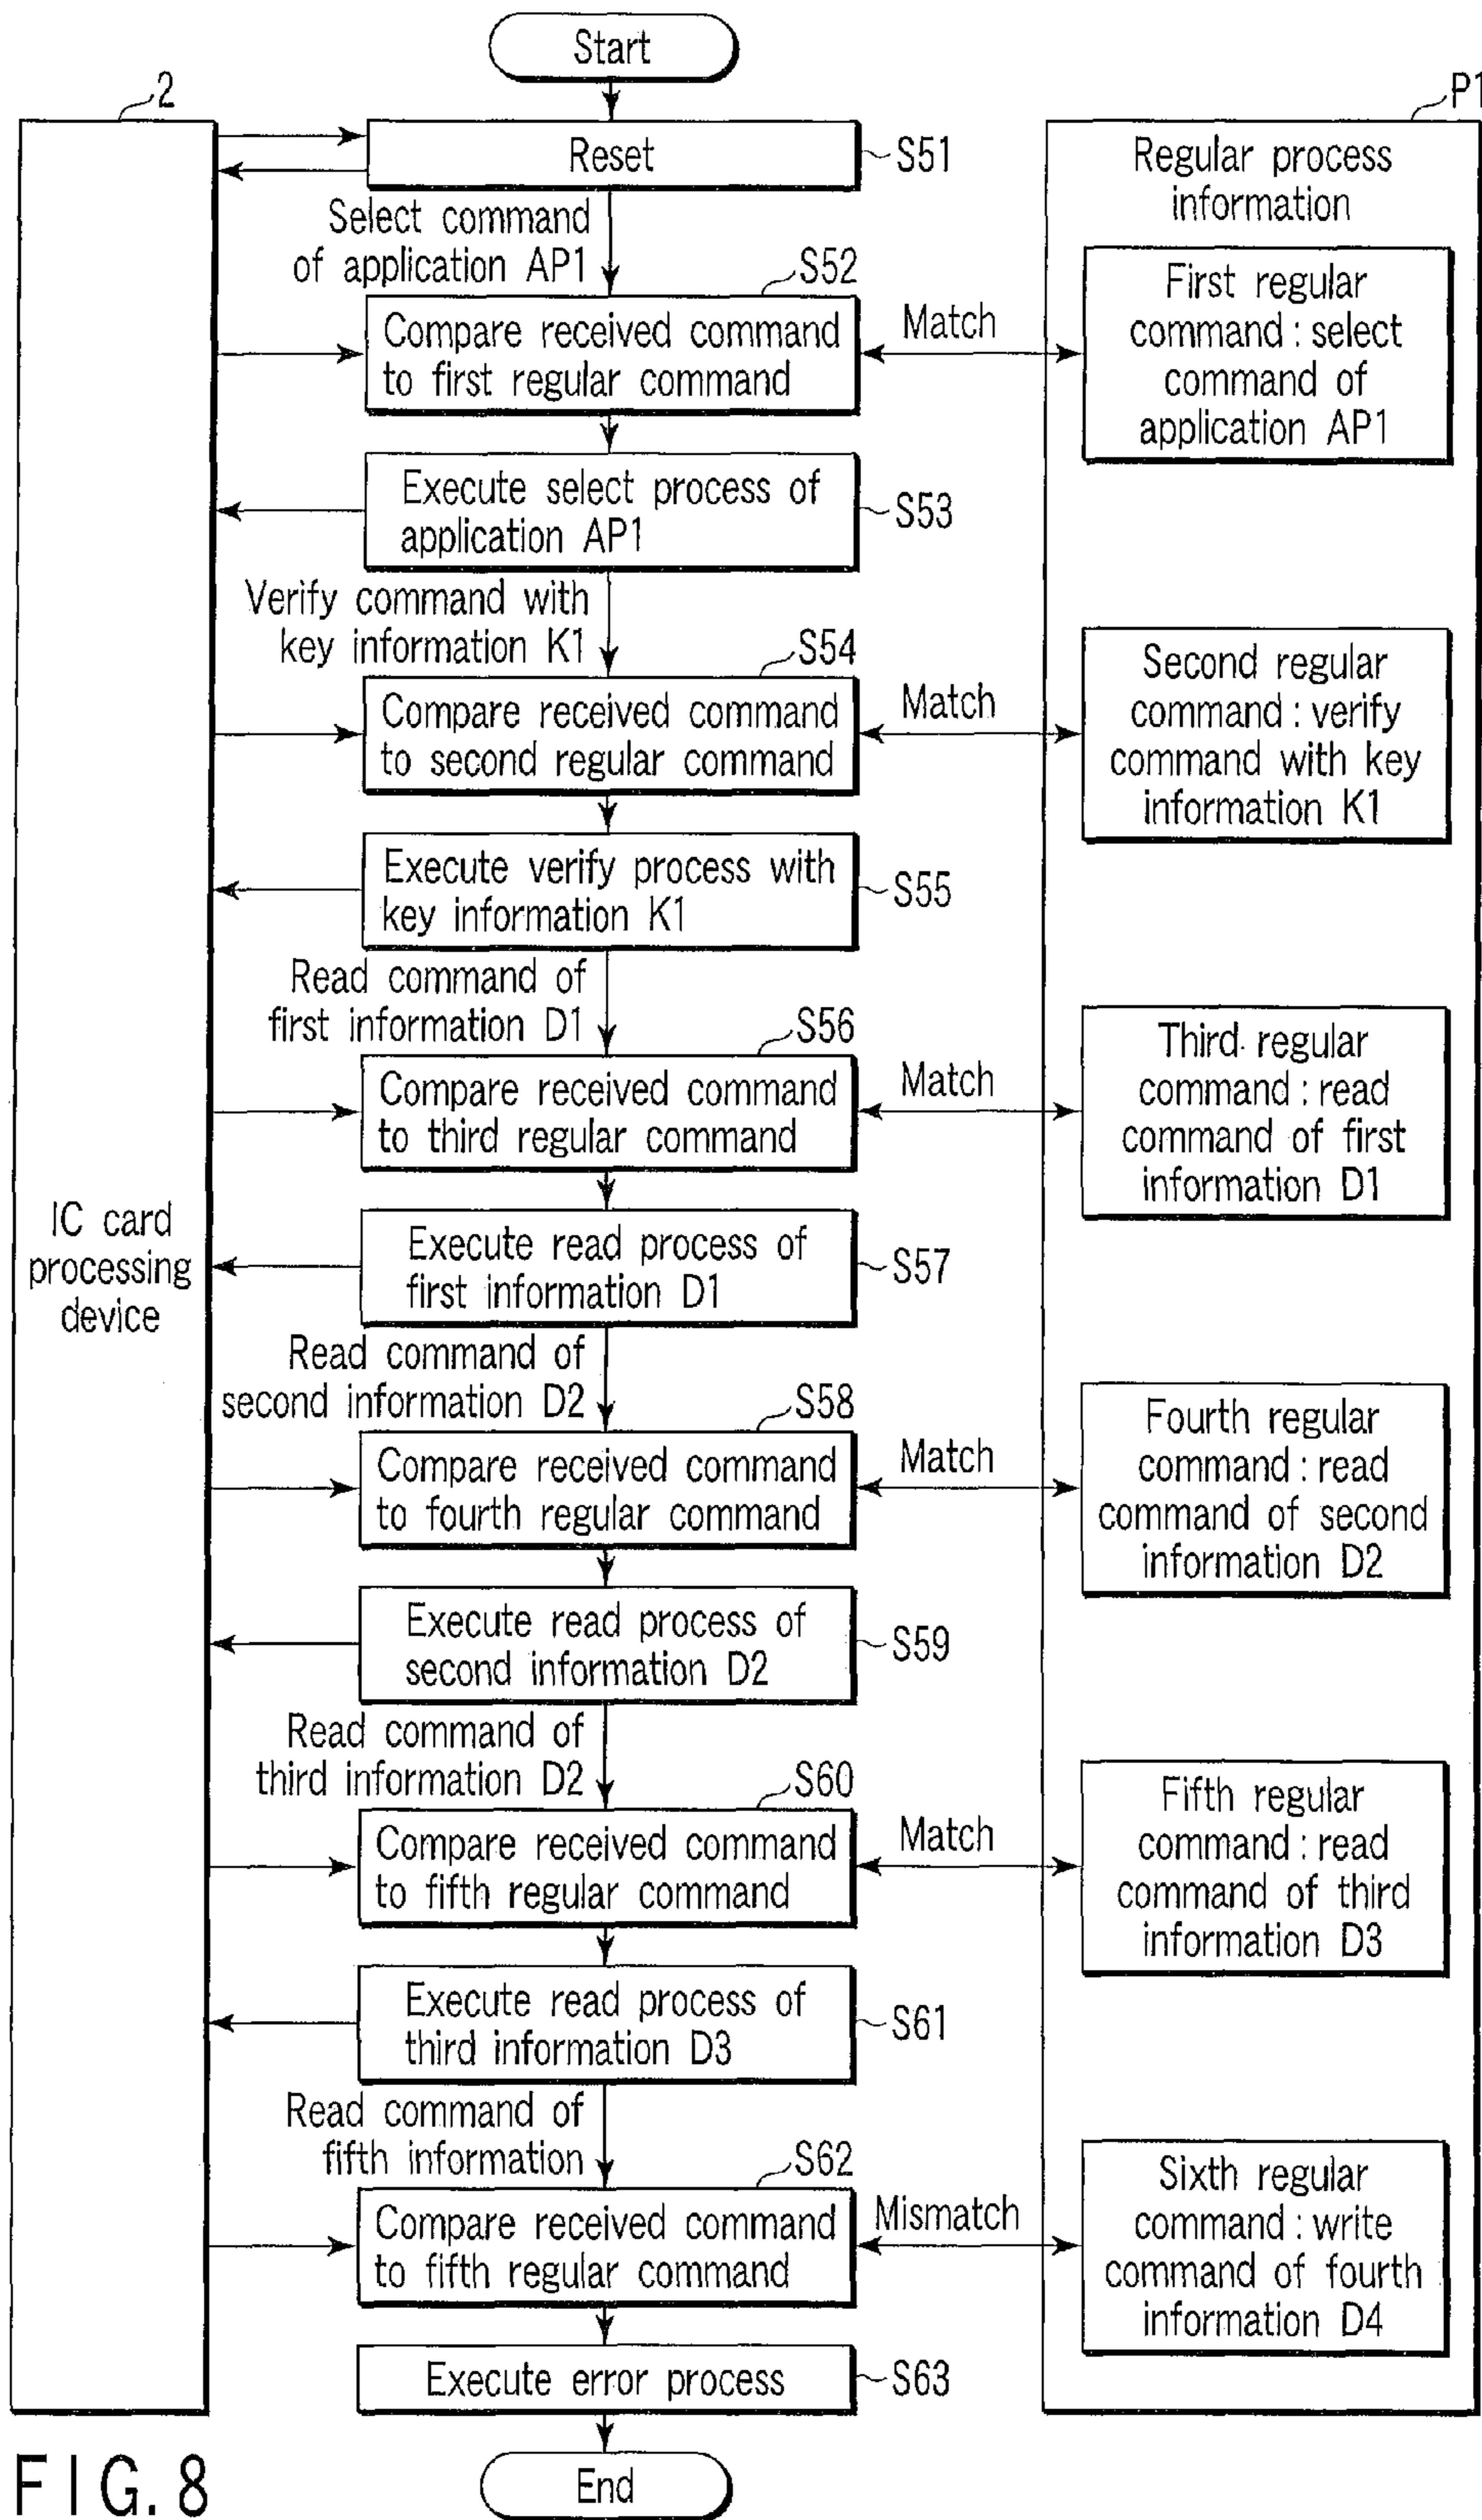 Start
2
P1
Reset
S51
Regular process
information
Select command
of application AP1
S52
Compare received command
to first regular command
Match
First regular
command : select
command of
application AP1
Execute select process of
application AP1
S53
Verify command with
key information K1
S54
Compare received command
to second regular command
Match
Second regular
command : verify
command with key
information K1
Execute verify process with
key information K1
S55
Read command of
first information D1
S56
Compare received command
to third regular command
Match
Third regular
command : read
command of first
information D1
IC card
processing
device
Execute read process of
first information D1
S57
Read command of
second information D2
S58
Compare received command
to fourth regular command
Match
Fourth regular
command : read
command of second
information D2
Execute read process of
second information D2
S59
Read command of
third information D2
S60
Compare received command
to fifth regular command
Match
Fifth regular
command : read
command of third
information D3
Execute read process of
third information D3
S61
Read command of
fifth information
S62
Compare received command
to fifth regular command
Mismatch
Sixth regular
command : write
command of fourth
information D4
Execute error process
S63
End
FIG. 8